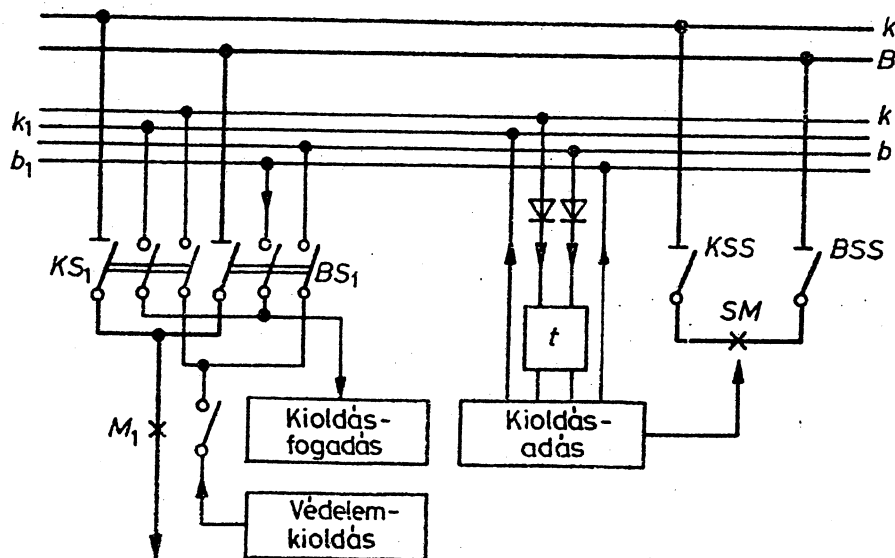 k
B
k₁
k
b
b₁
KS₁
BS₁
KSS
BSS
SM
t
M₁
Kioldás-
fogadás
Kioldás-
adás
Védelem-
kioldás